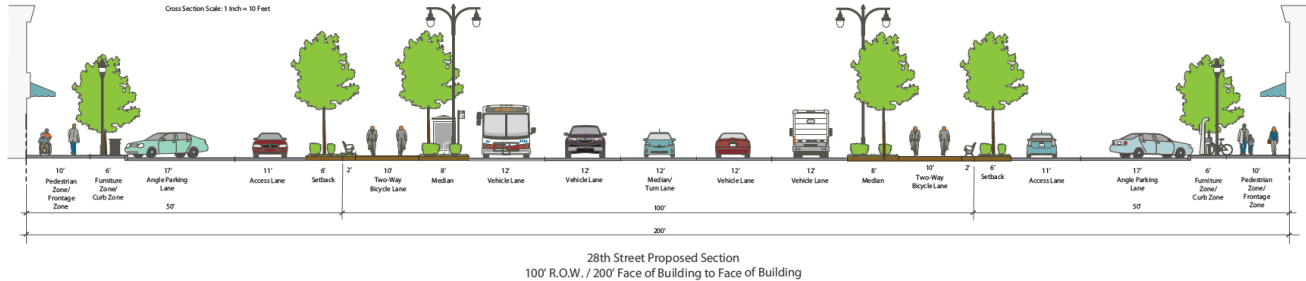 Cross Section Scale: 1 Inch = 10 Feet
10'
Pedestrian
Zone/
Frontage
Zone
6'
Furniture
Zone/
Curb Zone
17'
Angle Parking
Lane
11'
Access Lane
6'
Setback
2'
10'
Two-Way
Bicycle Lane
8'
Median
12'
Vehicle Lane
12'
Vehicle Lane
12'
Median/
Turn Lane
12'
Vehicle Lane
12'
Vehicle Lane
8'
Median
10'
Two-Way
Bicycle Lane
2'
6'
Setback
11'
Access Lane
17'
Angle Parking
Lane
6'
Furniture
Zone/
Curb Zone
10'
Pedestrian
Zone/
Frontage
Zone
50'
100'
50'
200'
28th Street Proposed Section
100' R.O.W. / 200' Face of Building to Face of Building